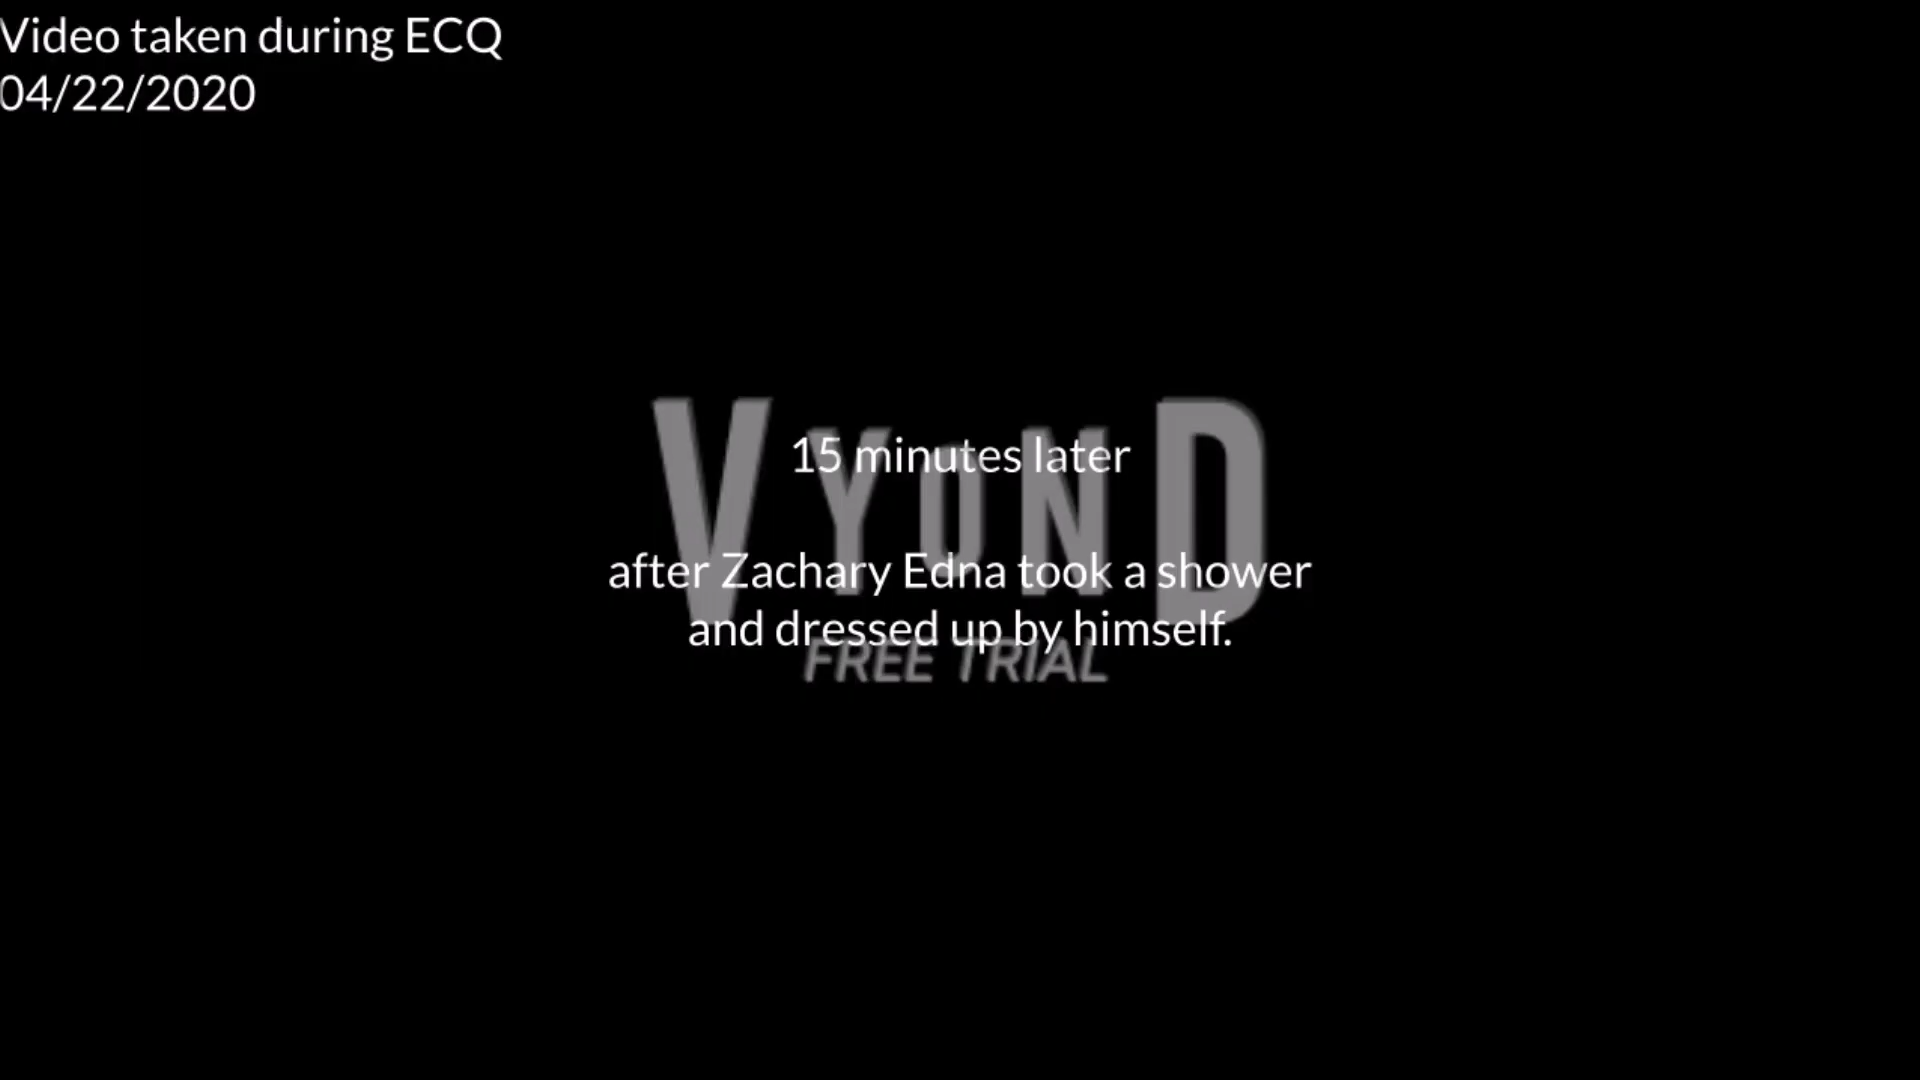 Video taken during ECQ
04/22/2020
15 minutes later
after Zachary Edna took a shower
and dressed up by himself.
VYOND
FREE TRIAL